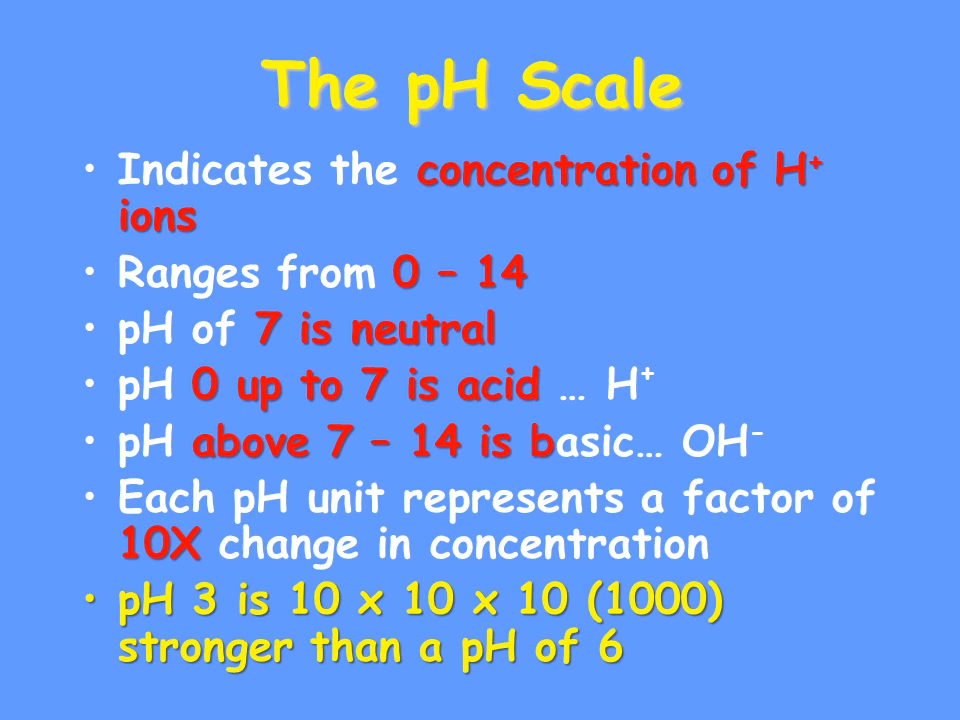 The pH Scale
• Indicates the concentration of H⁺
ions
• Ranges from 0 – 14
• pH of 7 is neutral
• pH 0 up to 7 is acid … H⁺
• pH above 7 – 14 is basic… OH⁻
• Each pH unit represents a factor of
10X change in concentration
• pH 3 is 10 x 10 x 10 (1000)
stronger than a pH of 6